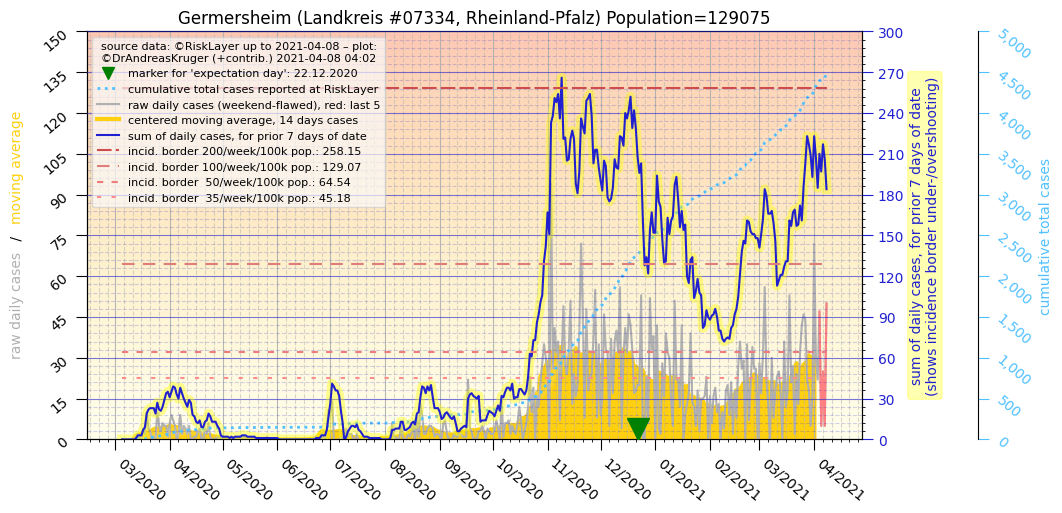 Germersheim (Landkreis #07334, Rheinland-Pfalz) Population=129075
source data: ©RiskLayer up to 2021-04-08 – plot:
©DrAndreasKruger (+contrib.) 2021-04-08 04:02
marker for 'expectation day': 22.12.2020
cumulative total cases reported at RiskLayer
raw daily cases (weekend-flawed), red: last 5
centered moving average, 14 days cases
sum of daily cases, for prior 7 days of date
incid. border 200/week/100k pop.: 258.15
incid. border 100/week/100k pop.: 129.07
incid. border 50/week/100k pop.: 64.54
incid. border 35/week/100k pop.: 45.18
raw daily cases / moving average
150
135
120
105
90
75
60
45
30
15
0
03/2020
04/2020
05/2020
06/2020
07/2020
08/2020
09/2020
10/2020
11/2020
12/2020
01/2021
02/2021
03/2021
04/2021
300
270
240
210
180
150
120
90
60
30
0
sum of daily cases, for prior 7 days of date
(shows incidence border under-/overshooting)
5,000
4,500
4,000
3,500
3,000
2,500
2,000
1,500
1,000
500
0
cumulative total cases